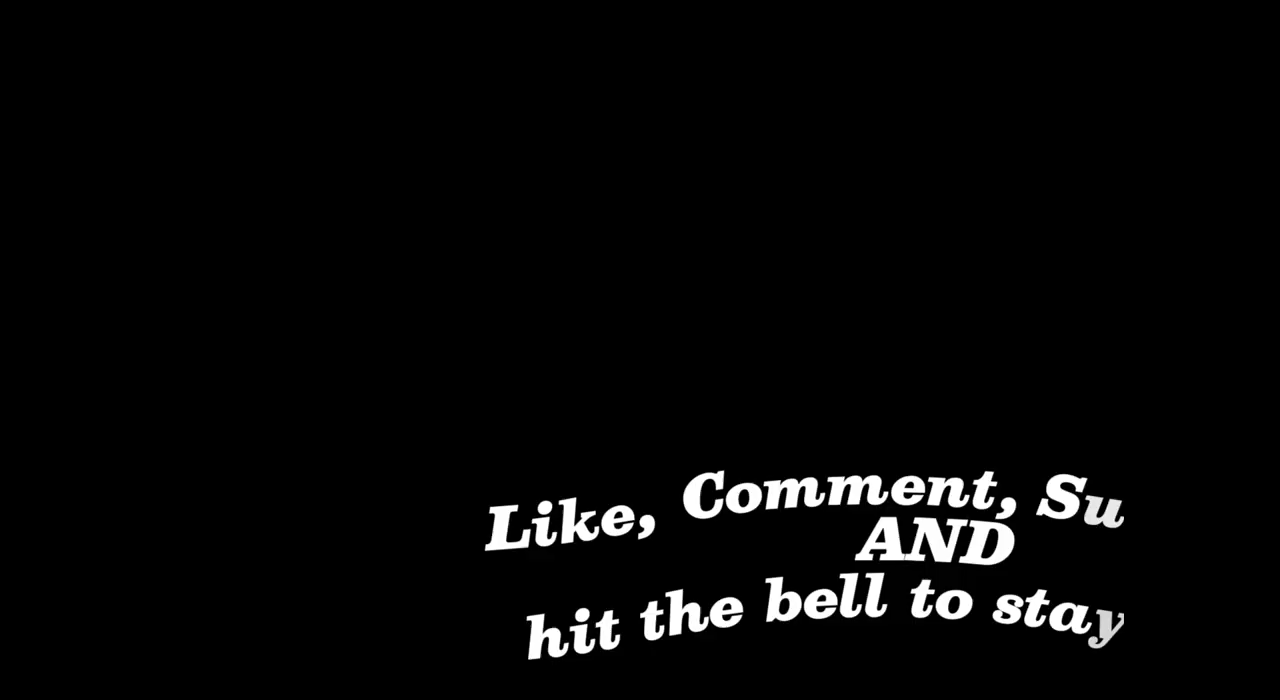 Like, Comment, Su
AND
hit the bell to stay